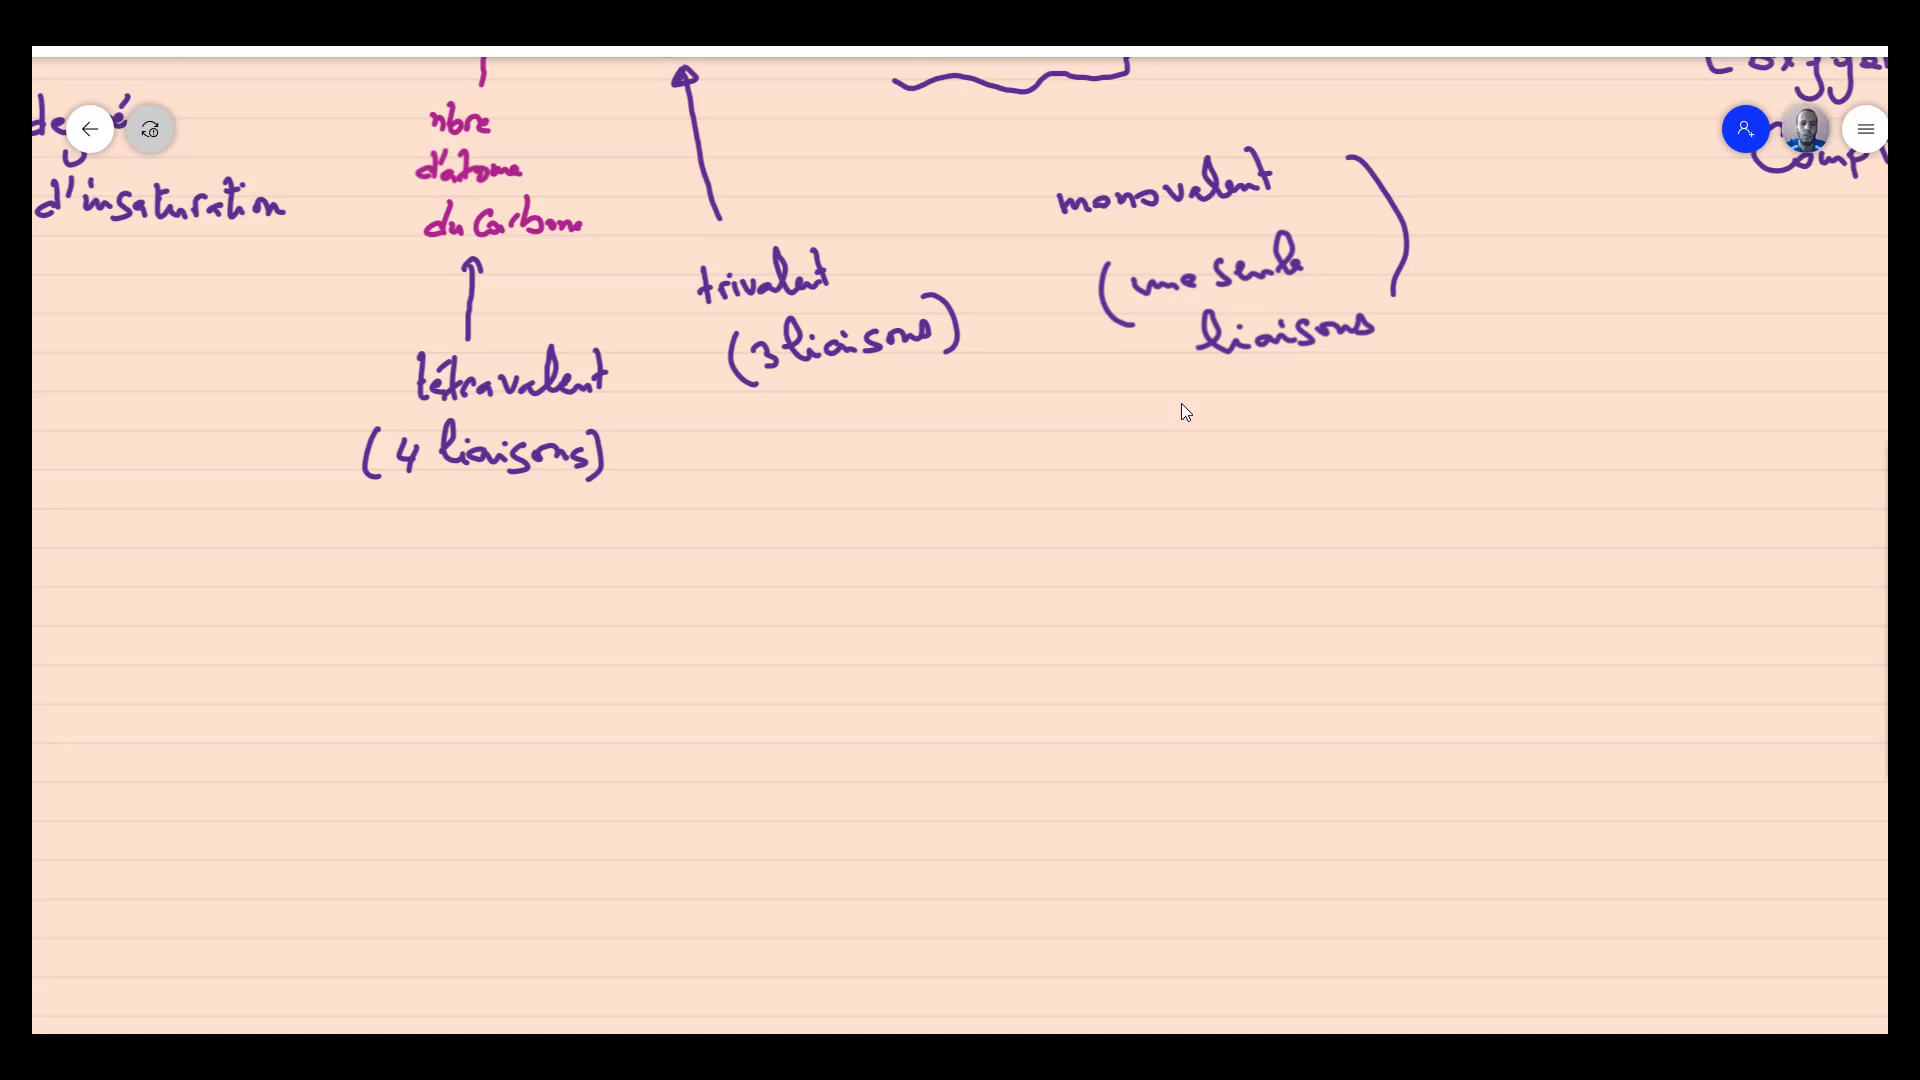 d'insaturation
nbre
d'atome
du Carbone
tétravalent
(4 liaisons)
trivalent
(3 liaisons)
monovalent
(une seule
liaisons)